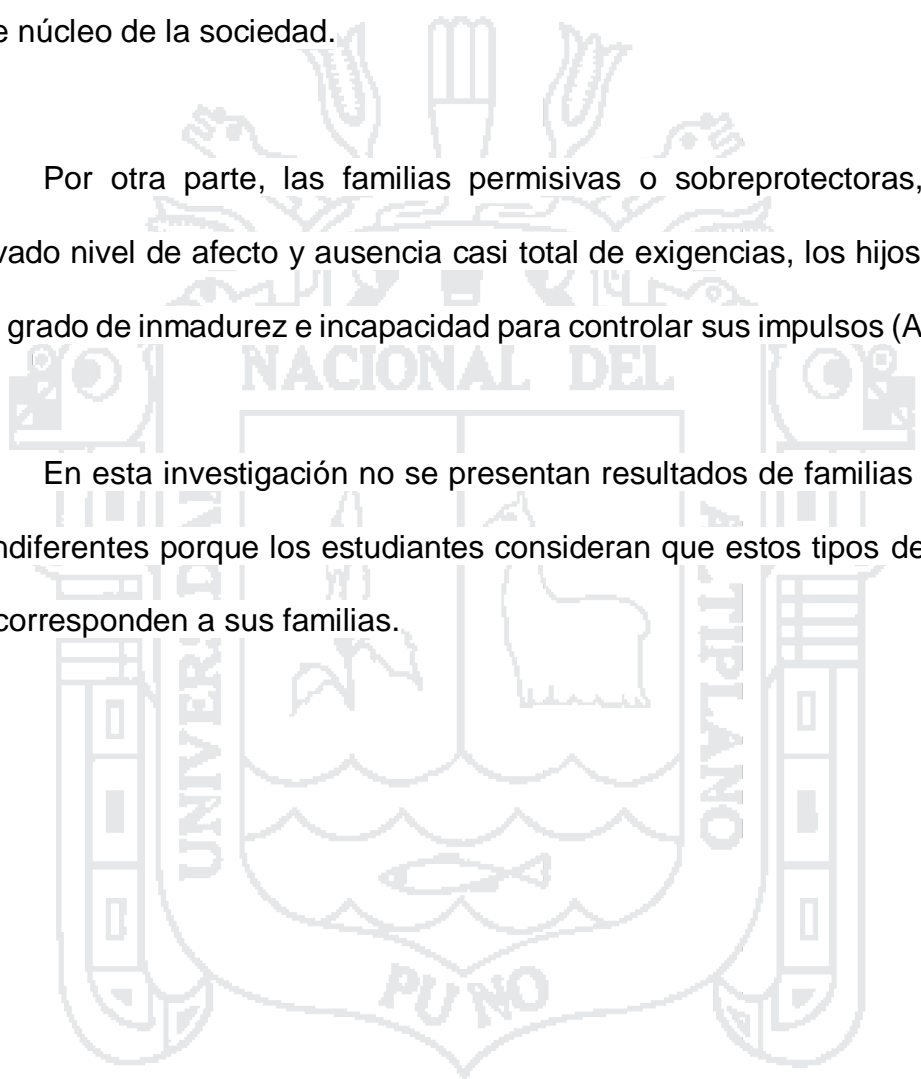 e núcleo de la sociedad.
Por otra parte, las familias permisivas o sobreprotectoras,
vado nivel de afecto y ausencia casi total de exigencias, los hijos
grado de inmadurez e incapacidad para controlar sus impulsos (A
NACIONAL DEL
En esta investigación no se presentan resultados de familias
ndiferentes porque los estudiantes consideran que estos tipos de
corresponden a sus familias.
UNIVERSIDAD
ALTIPLANO
PUNO